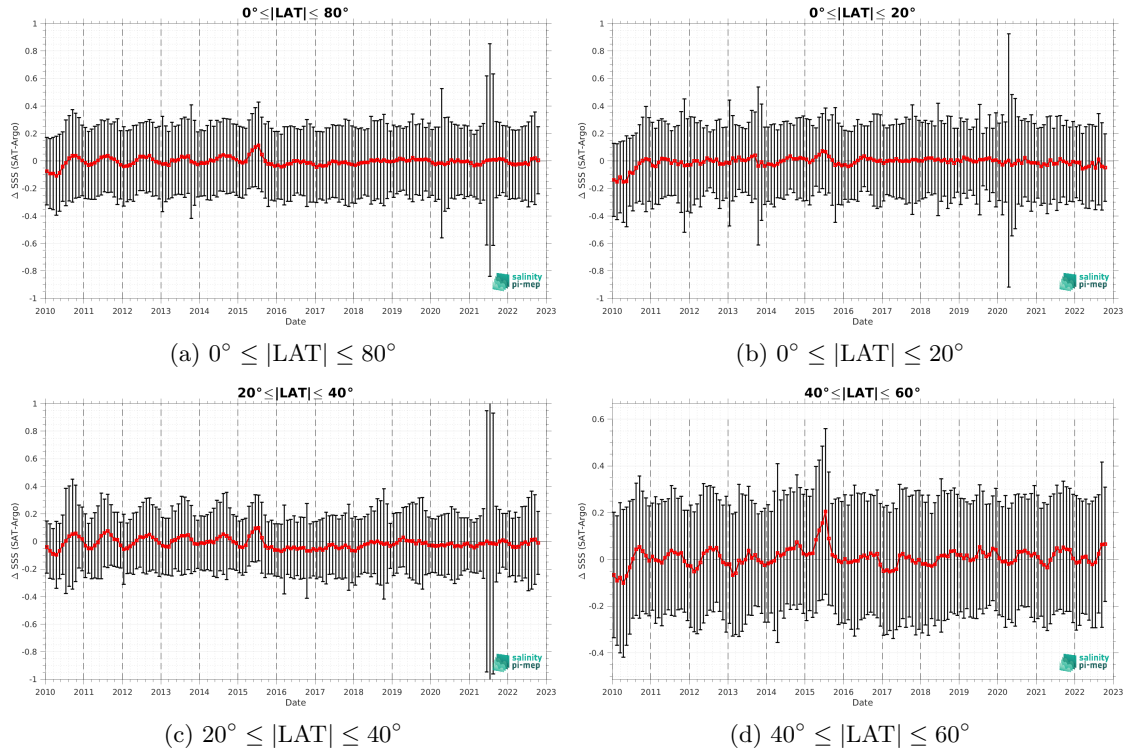 0°≤|LAT|≤ 80°
Δ SSS (SAT-Argo)
1
0.8
0.6
0.4
0.2
0
-0.2
-0.4
-0.6
-0.8
-1
2010 2011 2012 2013 2014 2015 2016 2017 2018 2019 2020 2021 2022 2023
Date
salinity
pi-mep
(a) 0° ≤ |LAT| ≤ 80°
0°≤|LAT|≤ 20°
Δ SSS (SAT-Argo)
1
0.8
0.6
0.4
0.2
0
-0.2
-0.4
-0.6
-0.8
-1
2010 2011 2012 2013 2014 2015 2016 2017 2018 2019 2020 2021 2022 2023
Date
salinity
pi-mep
(b) 0° ≤ |LAT| ≤ 20°
20°≤|LAT|≤ 40°
Δ SSS (SAT-Argo)
1
0.8
0.6
0.4
0.2
0
-0.2
-0.4
-0.6
-0.8
-1
2010 2011 2012 2013 2014 2015 2016 2017 2018 2019 2020 2021 2022 2023
Date
salinity
pi-mep
(c) 20° ≤ |LAT| ≤ 40°
40°≤|LAT|≤ 60°
Δ SSS (SAT-Argo)
0.6
0.4
0.2
0
-0.2
-0.4
2010 2011 2012 2013 2014 2015 2016 2017 2018 2019 2020 2021 2022 2023
Date
salinity
pi-mep
(d) 40° ≤ |LAT| ≤ 60°